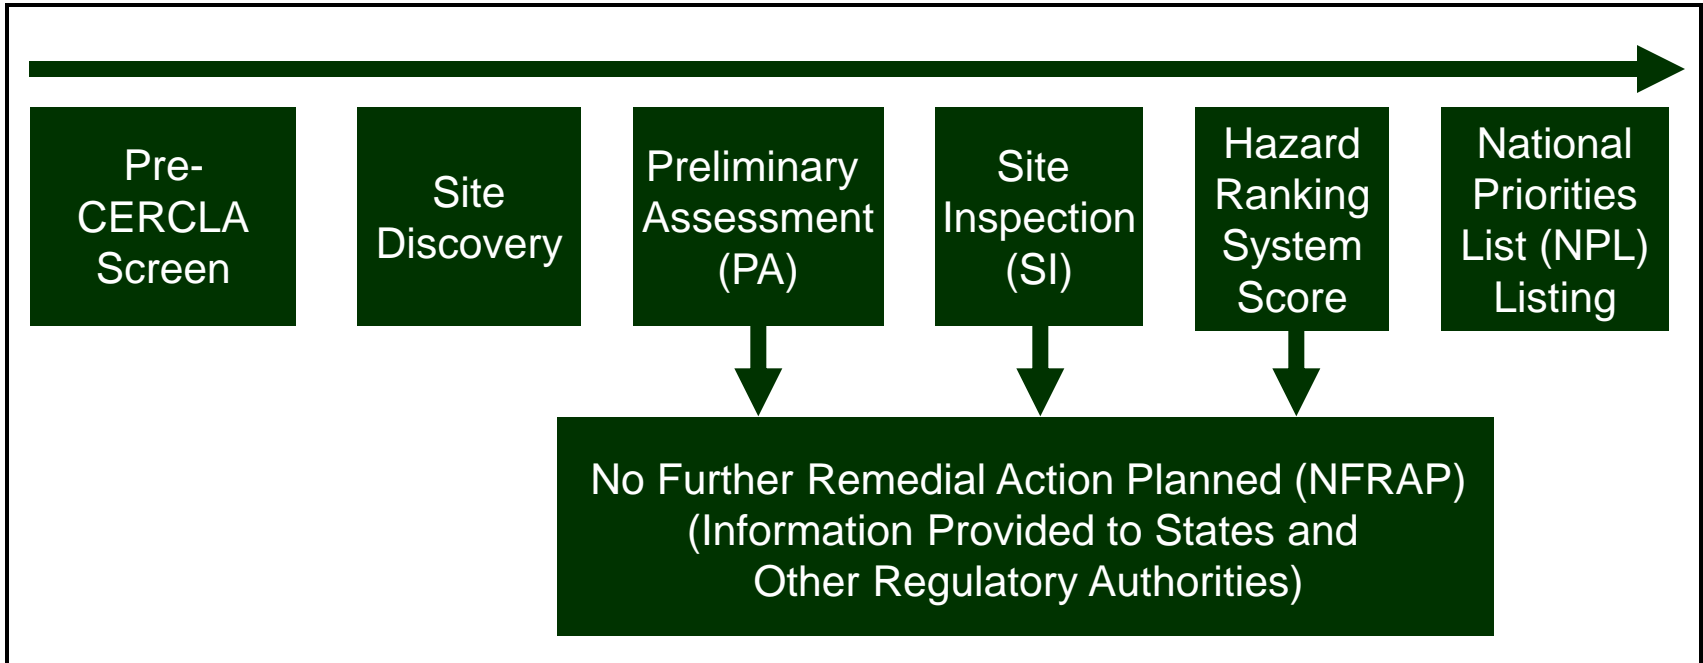 Pre-
CERCLA
Screen
Site
Discovery
Preliminary
Assessment
(PA)
Site
Inspection
(SI)
Hazard
Ranking
System
Score
National
Priorities
List (NPL)
Listing
No Further Remedial Action Planned (NFRAP)
(Information Provided to States and
Other Regulatory Authorities)